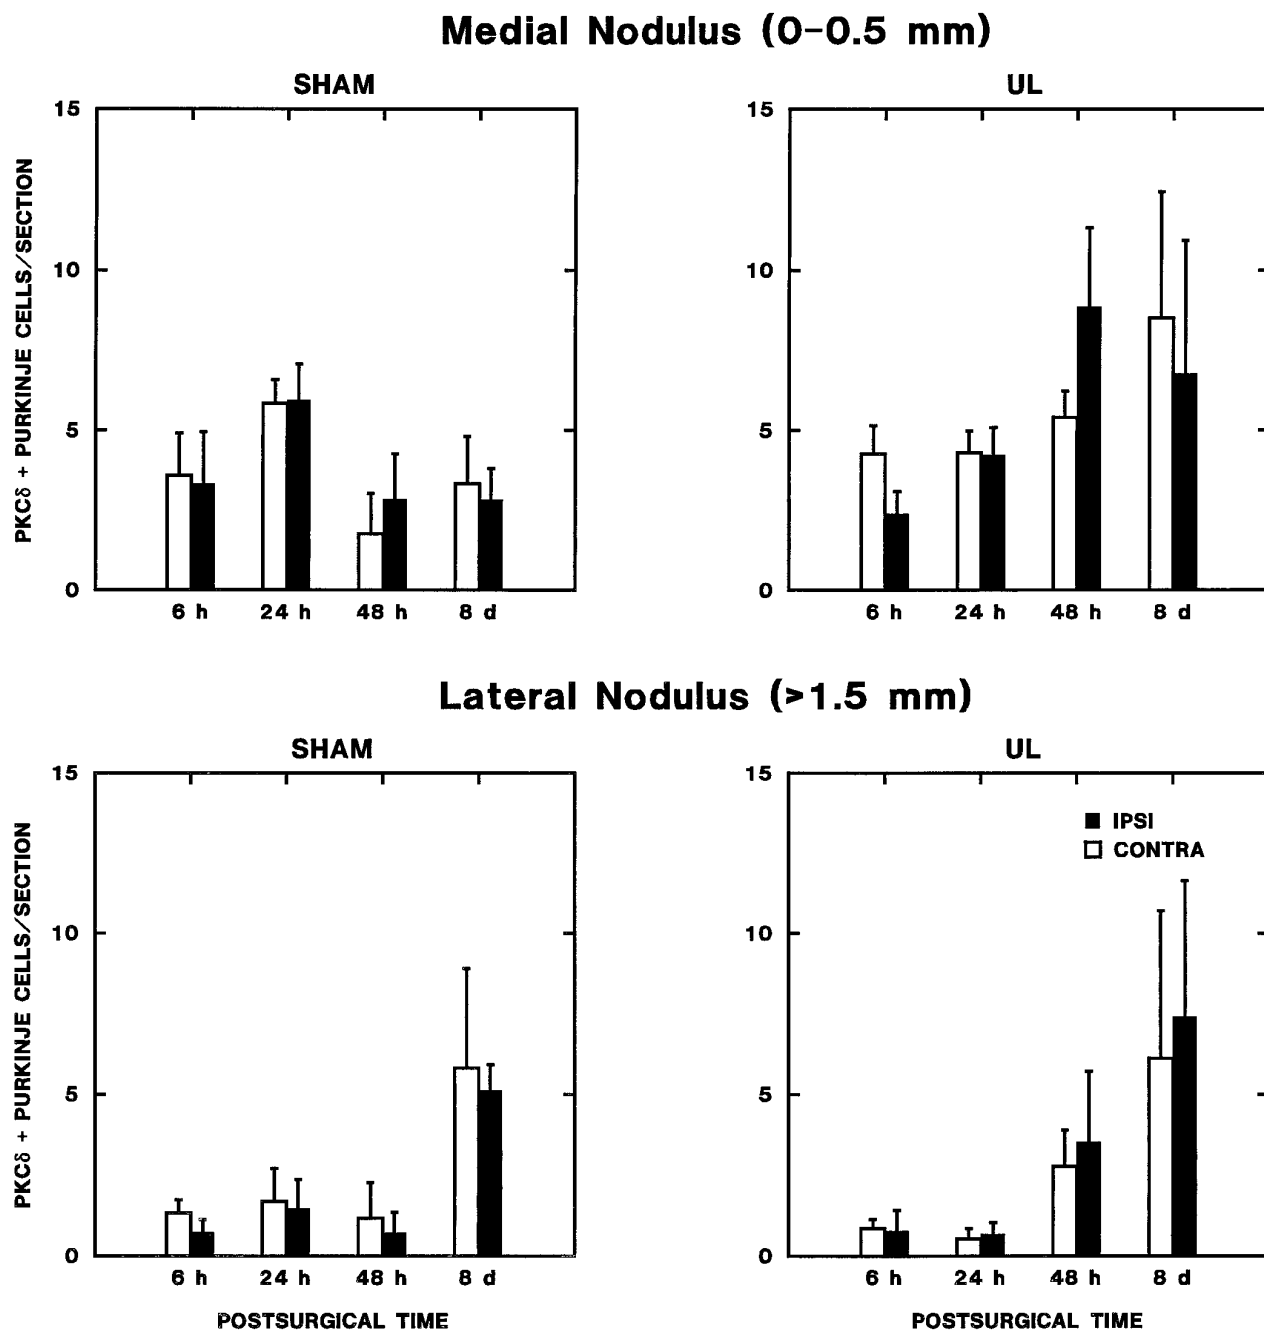 Medial Nodulus (0-0.5 mm)
SHAM
UL
PKCδ + PURKINJE CELLS/SECTION
15
10
5
0
6 h 24 h 48 h 8 d
15
10
5
0
6 h 24 h 48 h 8 d
Lateral Nodulus (>1.5 mm)
SHAM
UL
PKCδ + PURKINJE CELLS/SECTION
15
10
5
0
6 h 24 h 48 h 8 d
POSTSURGICAL TIME
15
10
5
0
IPSI
CONTRA
6 h 24 h 48 h 8 d
POSTSURGICAL TIME